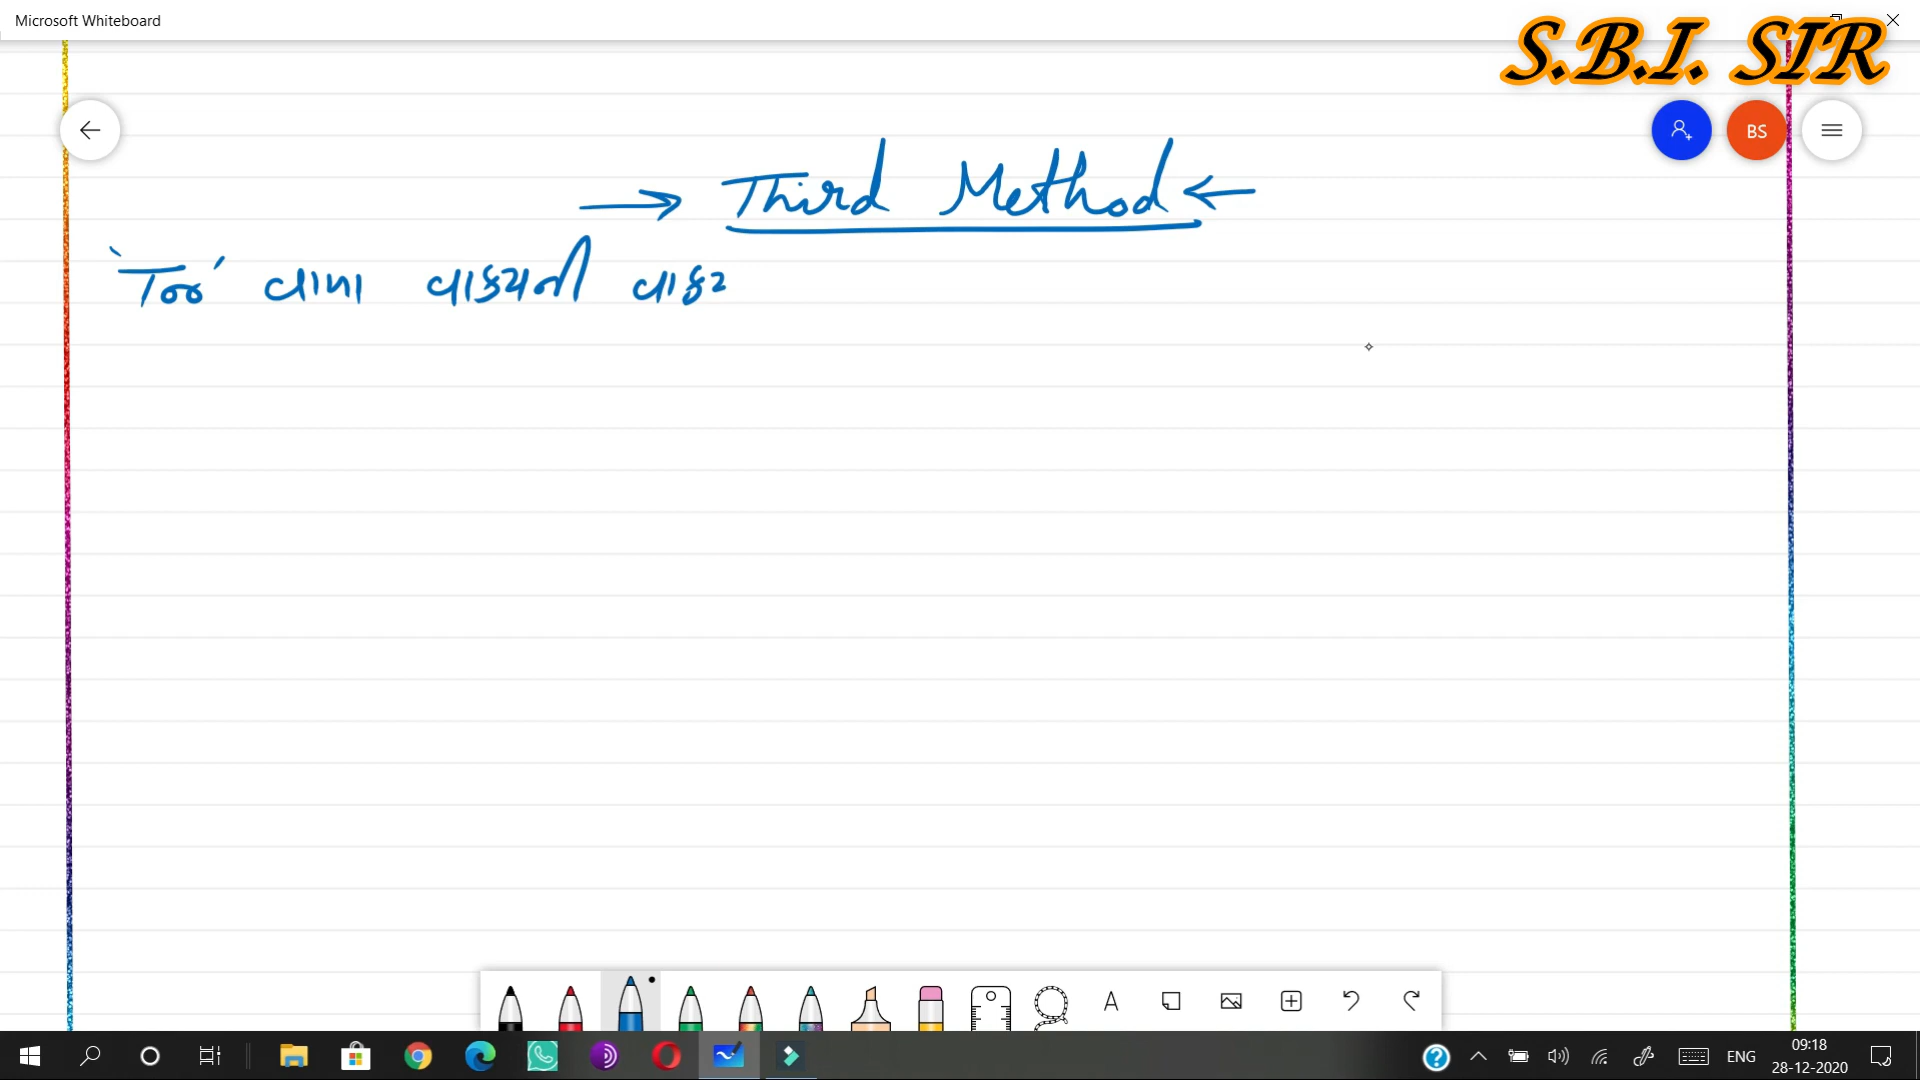 Microsoft Whiteboard
S.B.I. SIR
BS
→ Third Method ←
'Too' વાળા વાક્યની
A
ENG
09:18
28-12-2020